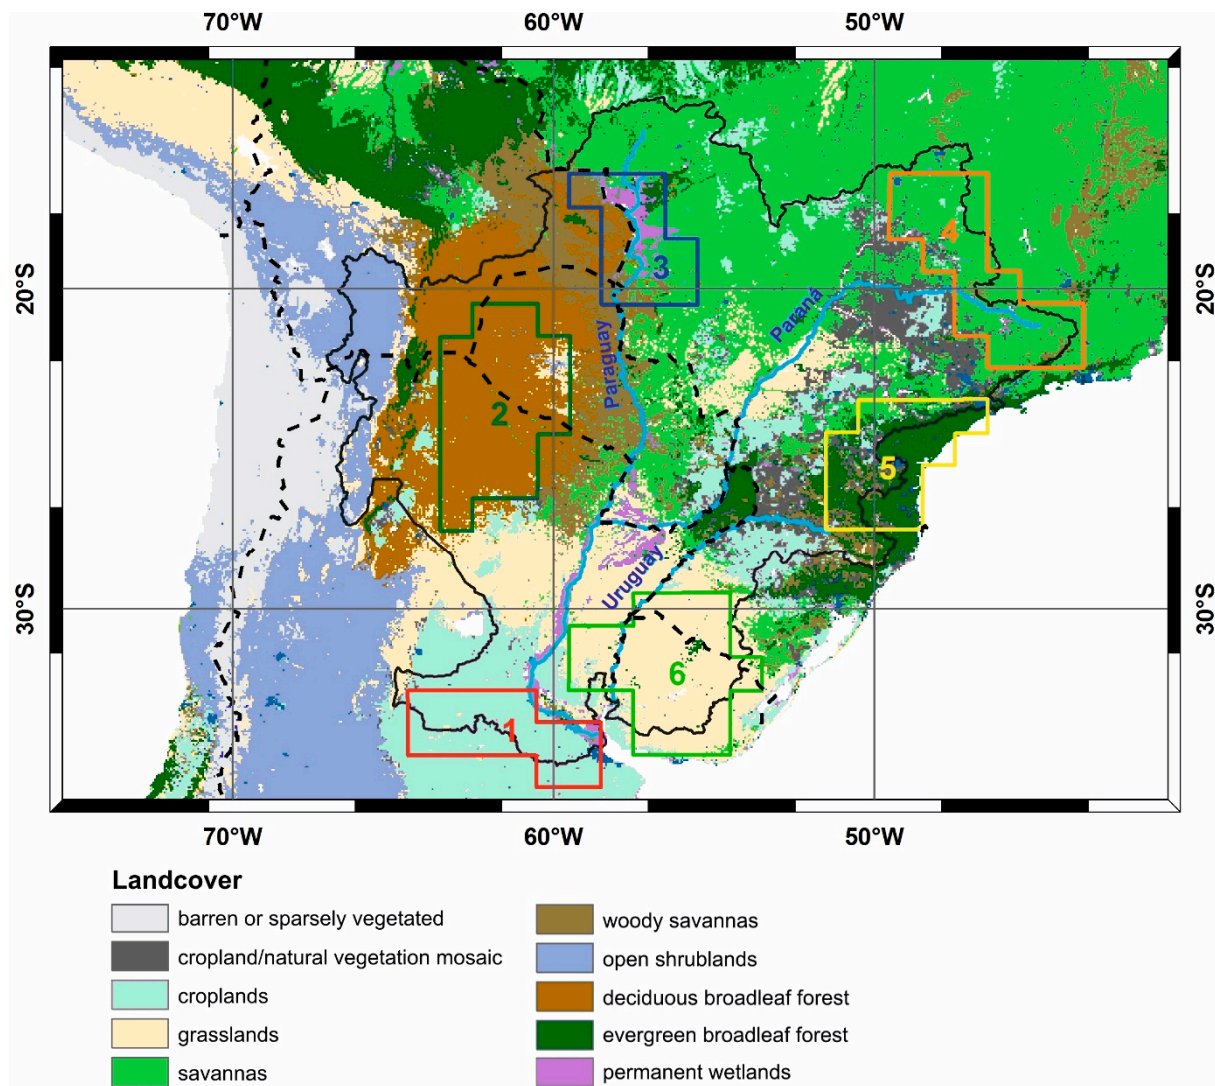 70°W 60°W 50°W
20°S 20°S
30°S 30°S
Paraguay
Paraná
Uruguay
1
2
3
4
5
6
70°W 60°W 50°W
Landcover
barren or sparsely vegetated
cropland/natural vegetation mosaic
croplands
grasslands
savannas
woody savannas
open shrublands
deciduous broadleaf forest
evergreen broadleaf forest
permanent wetlands